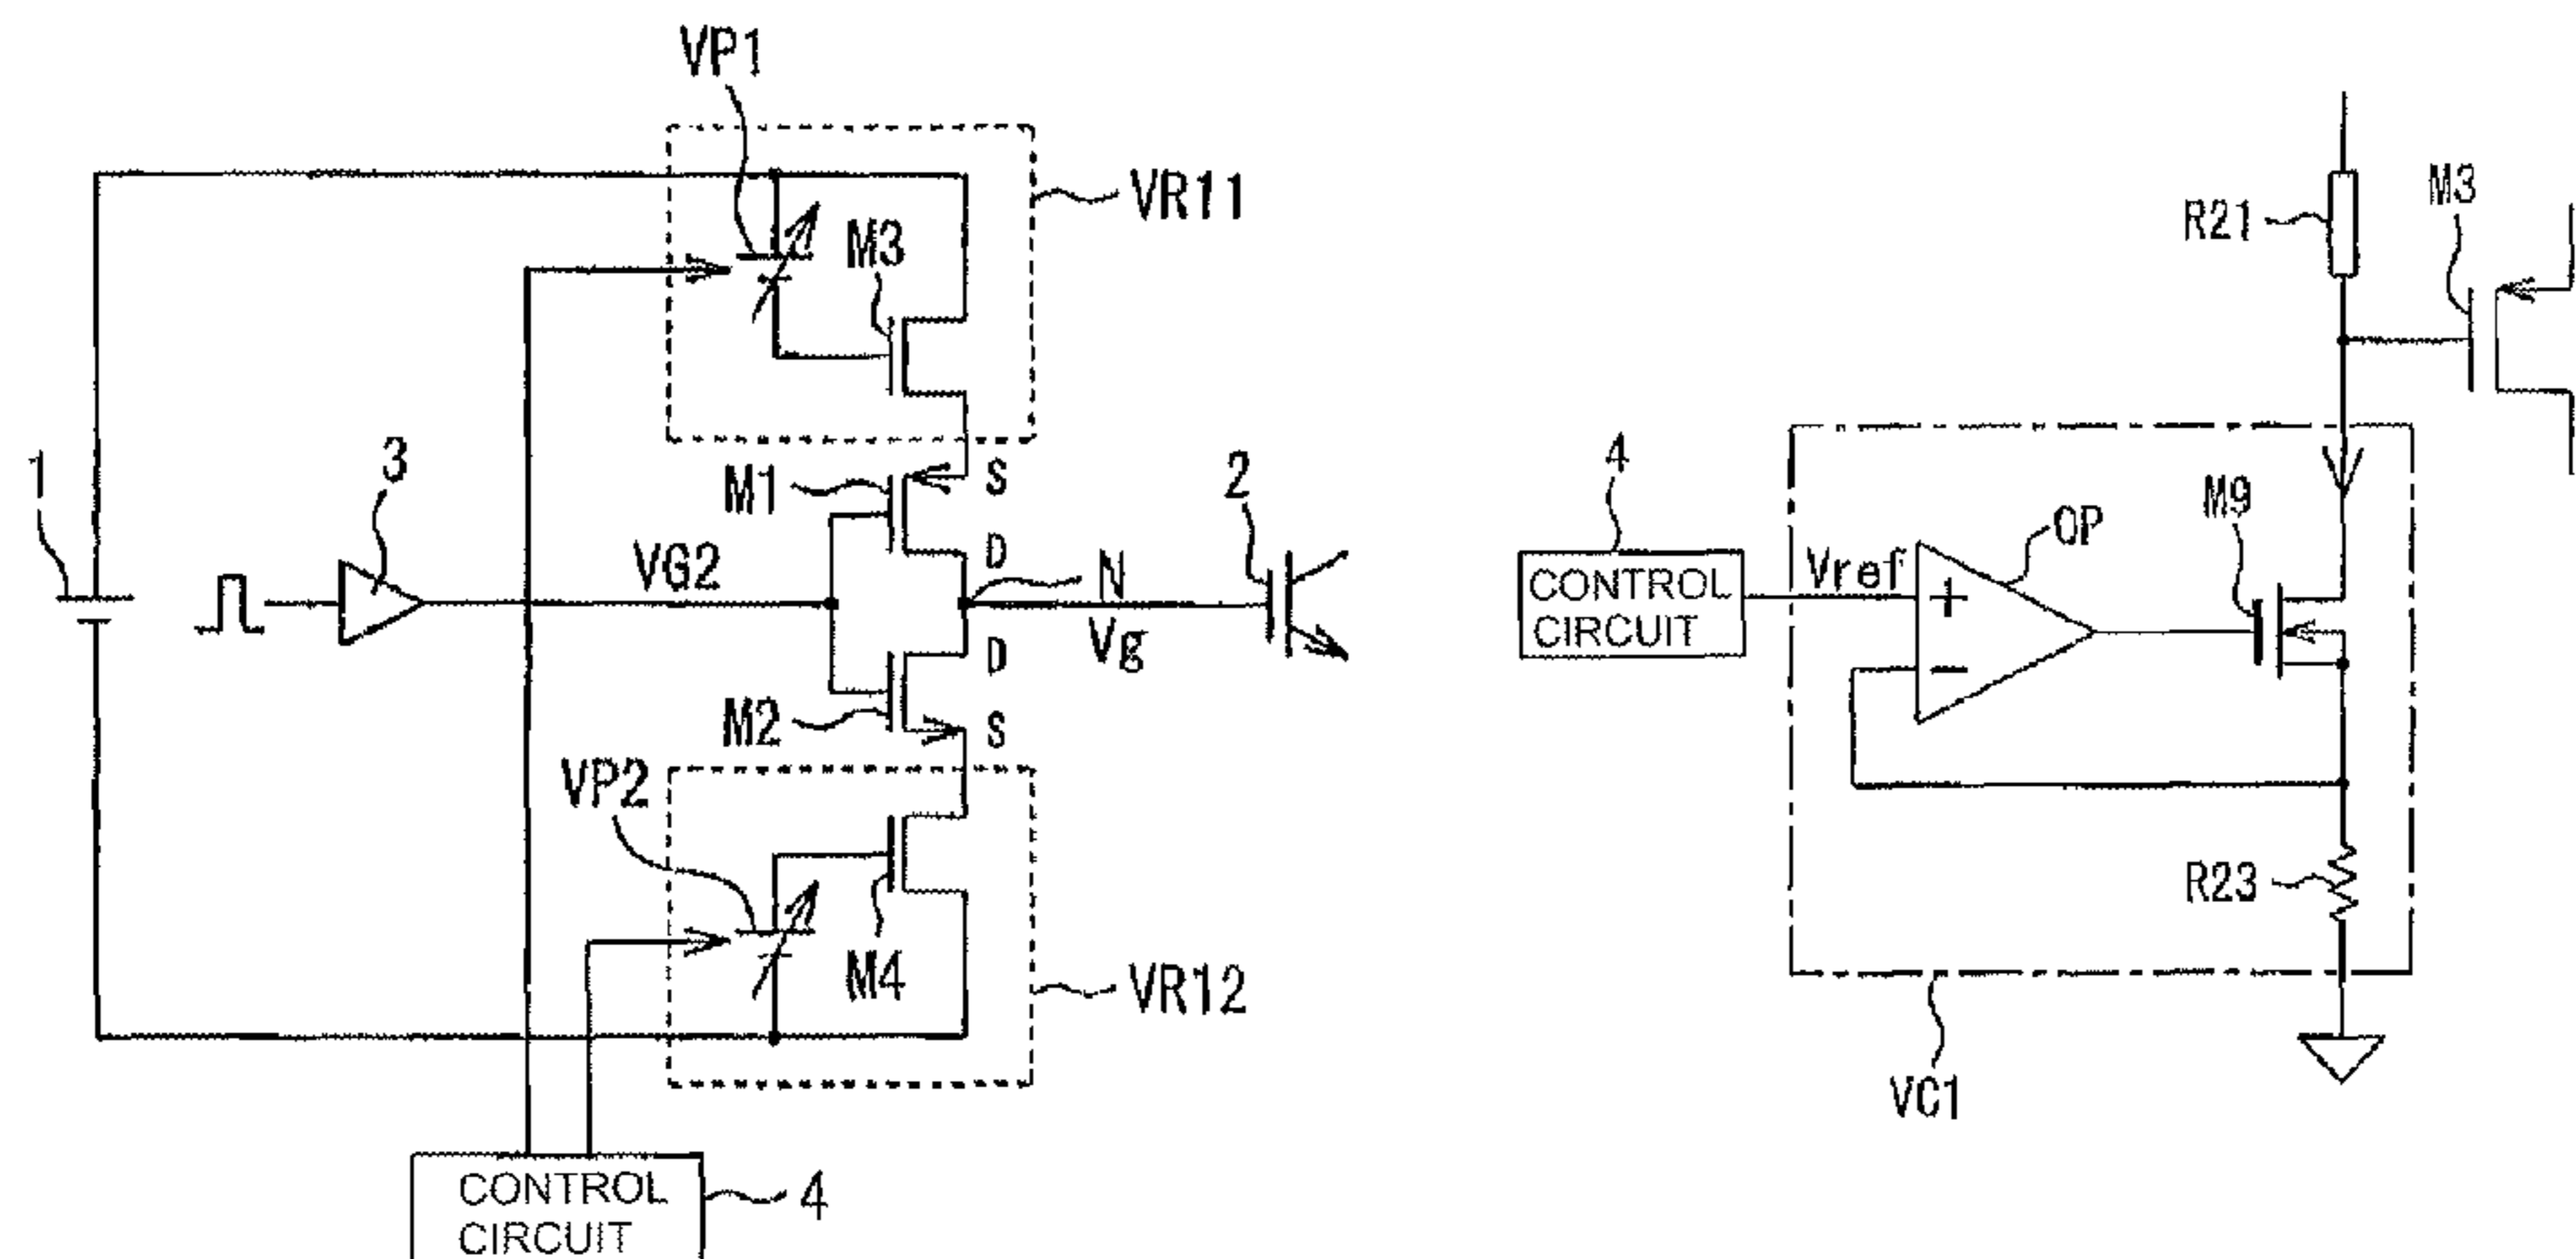 VP1
VR11
M3
1
3
M1
S
D
VG2
N
Vg
2
D
S
M2
VP2
M4
VR12
CONTROL
CIRCUIT
4
R21
M3
4
CONTROL
CIRCUIT
Vref
+
−
OP
M9
R23
VC1